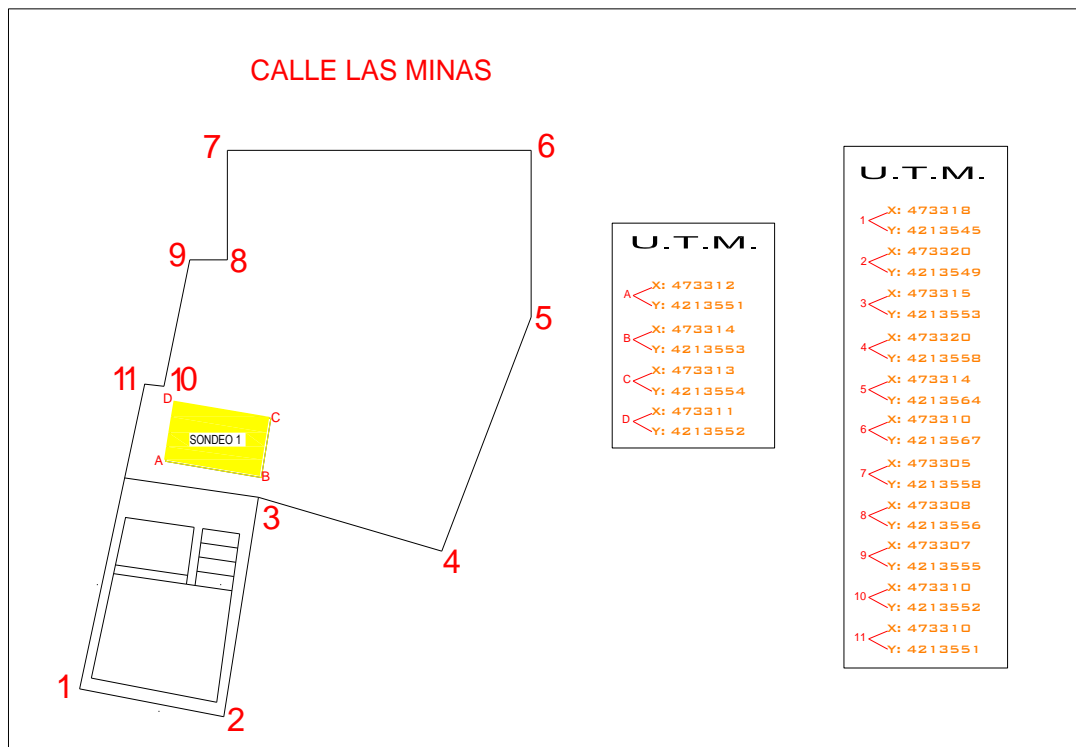 CALLE LAS MINAS
7
6
9
8
5
11
10
D
C
SONDEO 1
A
B
3
4
1
2
U.T.M.
A
X: 473312
Y: 4213551
B
X: 473314
Y: 4213553
C
X: 473313
Y: 4213554
D
X: 473311
Y: 4213552
U.T.M.
1
X: 473318
Y: 4213545
2
X: 473320
Y: 4213549
3
X: 473315
Y: 4213553
4
X: 473320
Y: 4213558
5
X: 473314
Y: 4213564
6
X: 473310
Y: 4213567
7
X: 473305
Y: 4213558
8
X: 473308
Y: 4213556
9
X: 473307
Y: 4213555
10
X: 473310
Y: 4213552
11
X: 473310
Y: 4213551